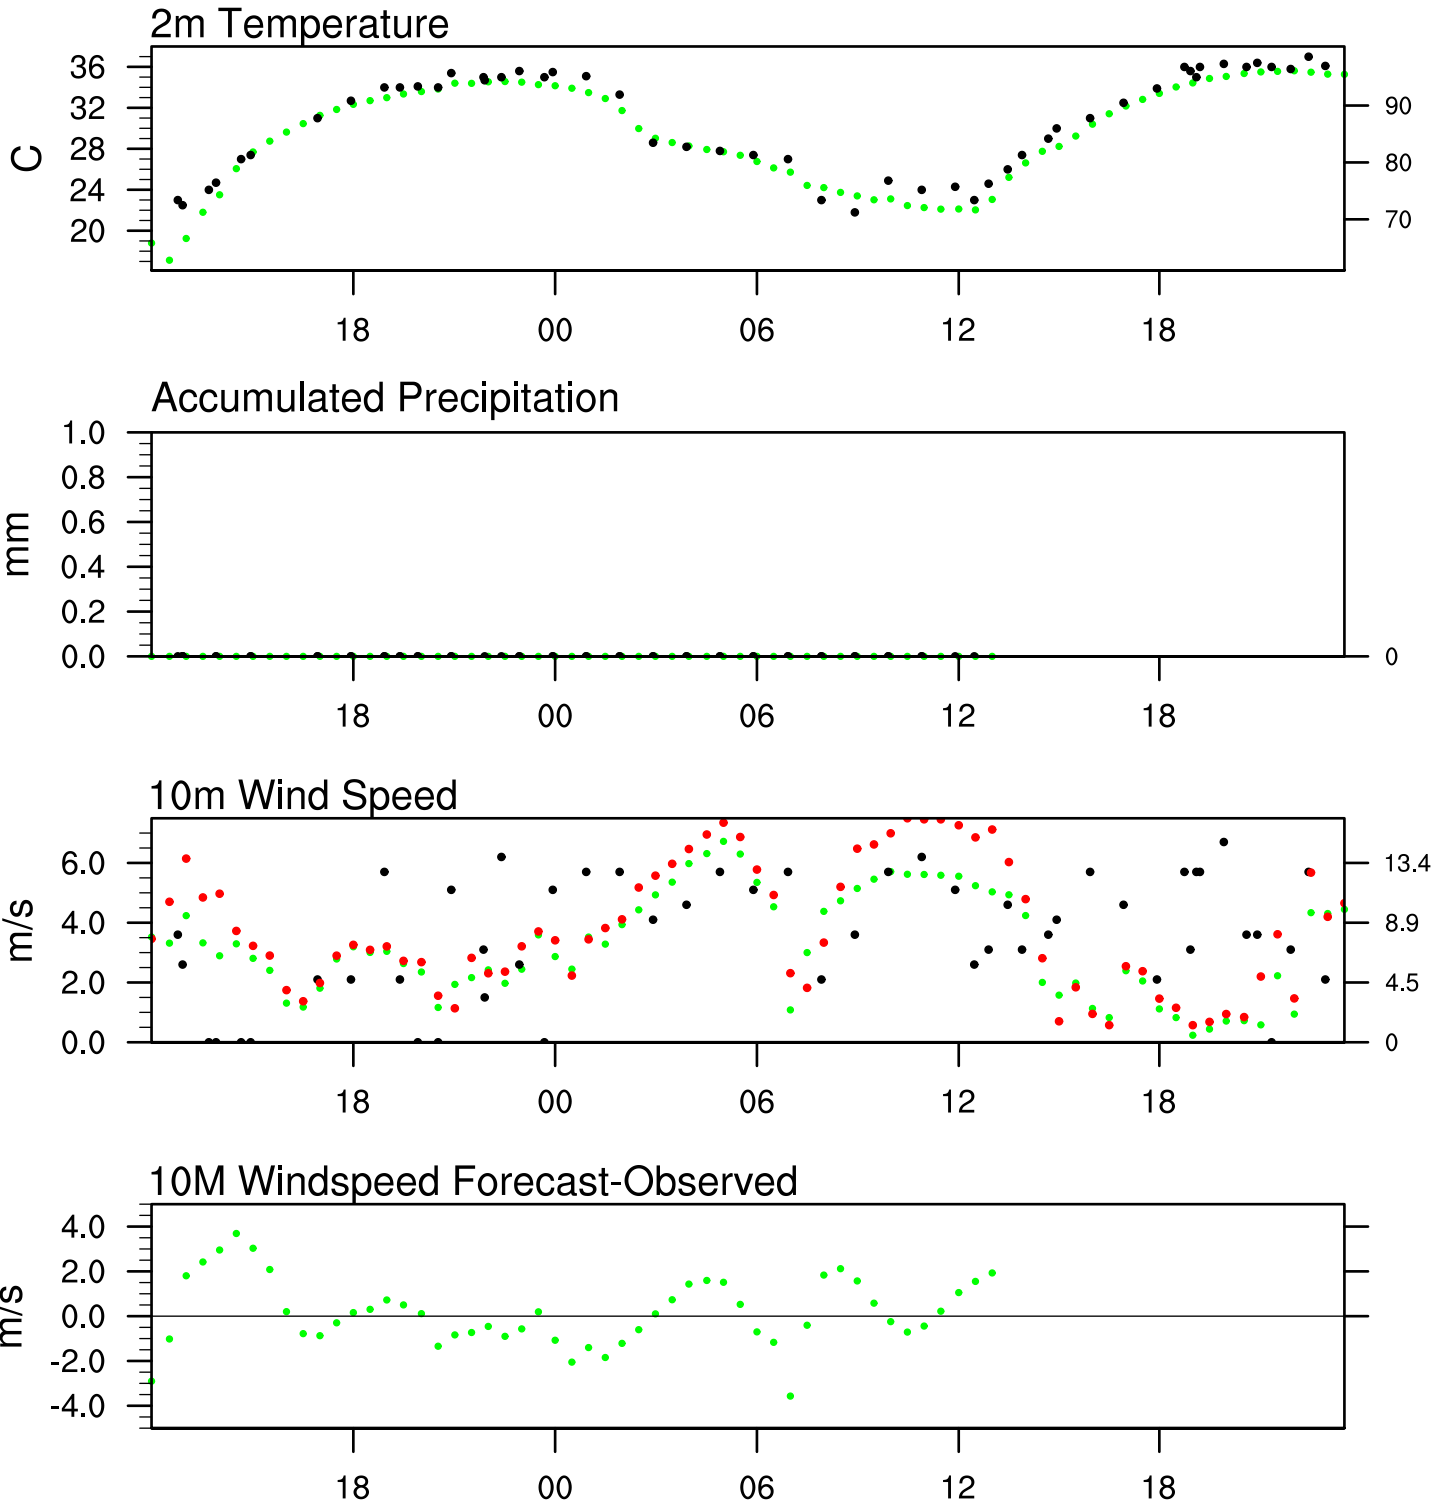 2m Temperature
36
32
28
24
20
C
90
80
70
18 00 06 12 18
Accumulated Precipitation
1.0
0.8
0.6
0.4
0.2
0.0
mm
0
18 00 06 12 18
10m Wind Speed
6.0
4.0
2.0
0.0
m/s
13.4
8.9
4.5
0
18 00 06 12 18
10M Windspeed Forecast-Observed
4.0
2.0
0.0
-2.0
-4.0
m/s
18 00 06 12 18